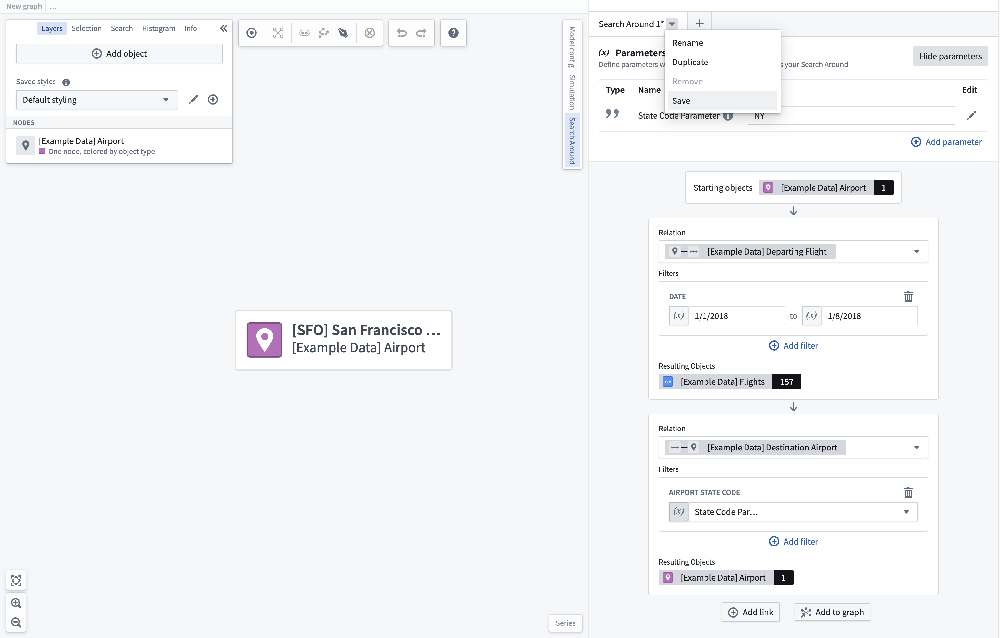 New graph ...
Layers Selection Search Histogram Info
Add object
Saved styles
Default styling
NODES
[Example Data] Airport
One node, colored by object type
[SFO] San Francisco ...
[Example Data] Airport
Series
Model config
Simulation
Search Around
Search Around 1*
Rename
Duplicate
Remove
Save
(x) Parameters
Hide parameters
Define parameters w
s your Search Around
Type Name Edit
State Code Parameter NY
Add parameter
Starting objects [Example Data] Airport 1
Relation
[Example Data] Departing Flight
Filters
DATE
(x) 1/1/2018 to (x) 1/8/2018
Add filter
Resulting Objects
[Example Data] Flights 157
Relation
[Example Data] Destination Airport
Filters
AIRPORT STATE CODE
(x) State Code Par...
Add filter
Resulting Objects
[Example Data] Airport 1
Add link Add to graph